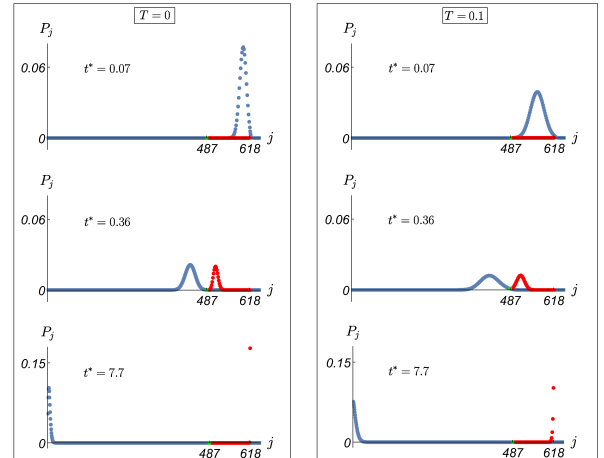 T = 0
P_j
0.06
t* = 0.07
0
487
618
j
P_j
0.06
t* = 0.36
0
487
618
j
P_j
0.15
t* = 7.7
0
487
618
j
T = 0.1
P_j
0.06
t* = 0.07
0
487
618
j
P_j
0.06
t* = 0.36
0
487
618
j
P_j
0.15
t* = 7.7
0
487
618
j